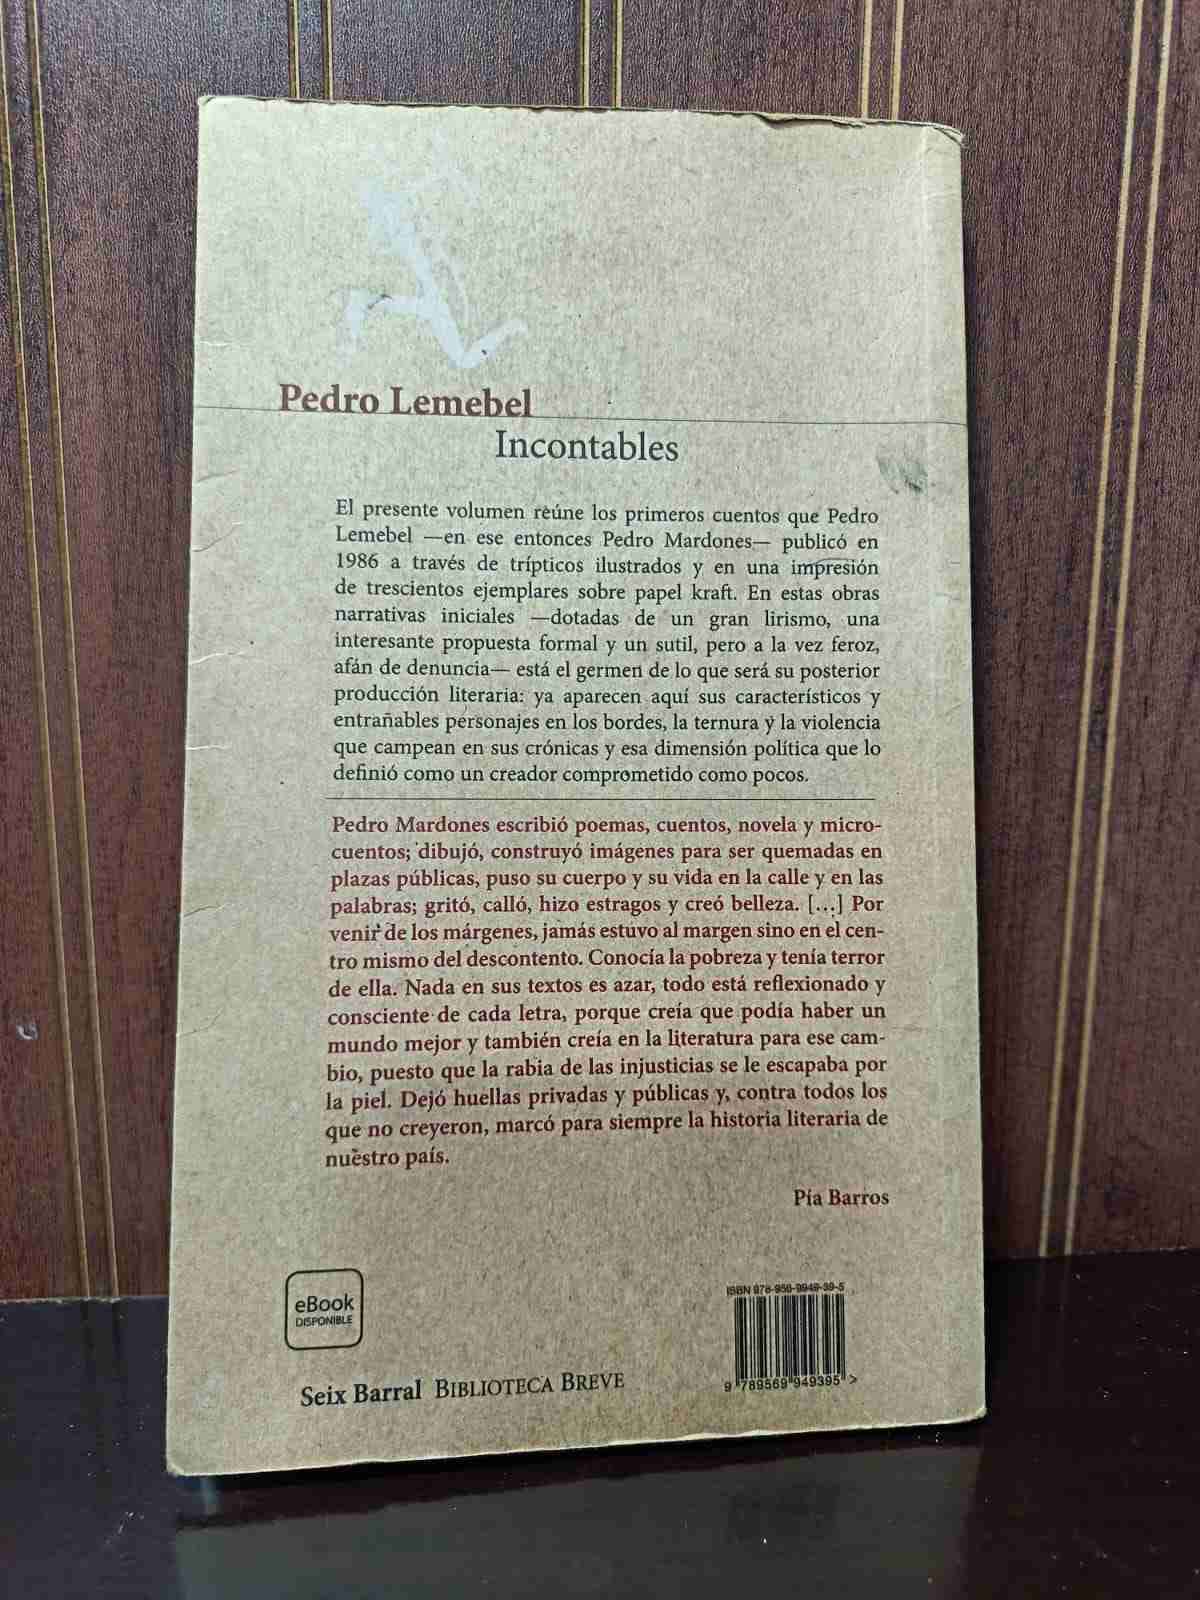 Pedro Lemebel
Incontables
El presente volumen reúne los primeros cuentos que Pedro
Lemebel —en ese entonces Pedro Mardones— publicó en
1986 a través de trípticos ilustrados y en una impresión
de trescientos ejemplares sobre papel kraft. En estas obras
narrativas iniciales —dotadas de un gran lirismo, una
interesante propuesta formal y un sutil, pero a la vez feroz,
afán de denuncia— está el germen de lo que será su posterior
producción literaria: ya aparecen aquí sus característicos y
entrañables personajes en los bordes, la ternura y la violencia
que campean en sus crónicas y esa dimensión política que lo
definió como un creador comprometido como pocos.
Pedro Mardones escribió poemas, cuentos, novela y micro-
cuentos; dibujó, construyó imágenes para ser quemadas en
plazas públicas, puso su cuerpo y su vida en la calle y en las
palabras; gritó, calló, hizo estragos y creó belleza. [...] Por
venir de los márgenes, jamás estuvo al margen sino en el cen-
tro mismo del descontento. Conocía la pobreza y tenía terror
de ella. Nada en sus textos es azar, todo está reflexionado y
consciente de cada letra, porque creía que podía haber un
mundo mejor y también creía en la literatura para ese cam-
bio, puesto que la rabia de las injusticias se le escapaba por
la piel. Dejó huellas privadas y públicas y, contra todos los
que no creyeron, marcó para siempre la historia literaria de
nuestro país.
Pía Barros
eBook
DISPONIBLE
Seix Barral BIBLIOTECA BREVE
ISBN 978-956-9949-39-5
9 789569 949395 >